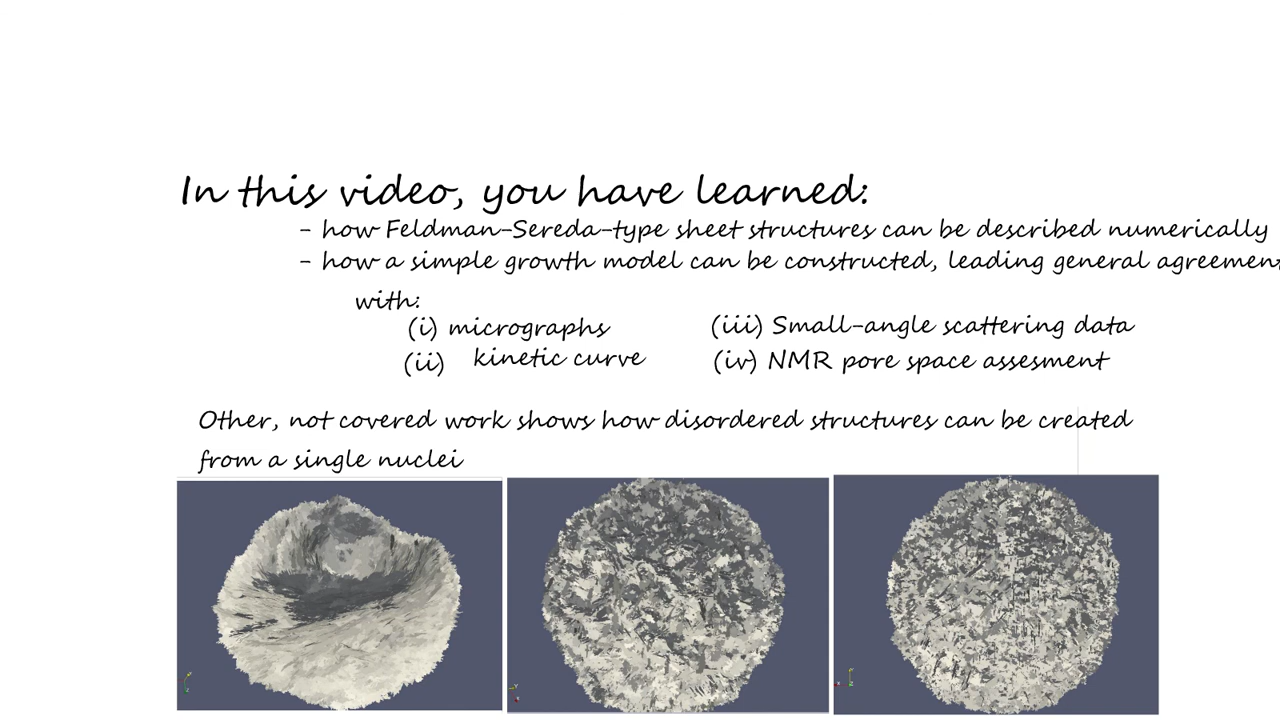 In this video, you have learned:
- how Feldman-Sereda-type sheet structures can be described numerically
- how a simple growth model can be constructed, leading general agreement
with:
(i) micrographs
(ii) kinetic curve
(iii) Small-angle scattering data
(iv) NMR pore space assesment
Other, not covered work shows how disordered structures can be created
from a single nuclei